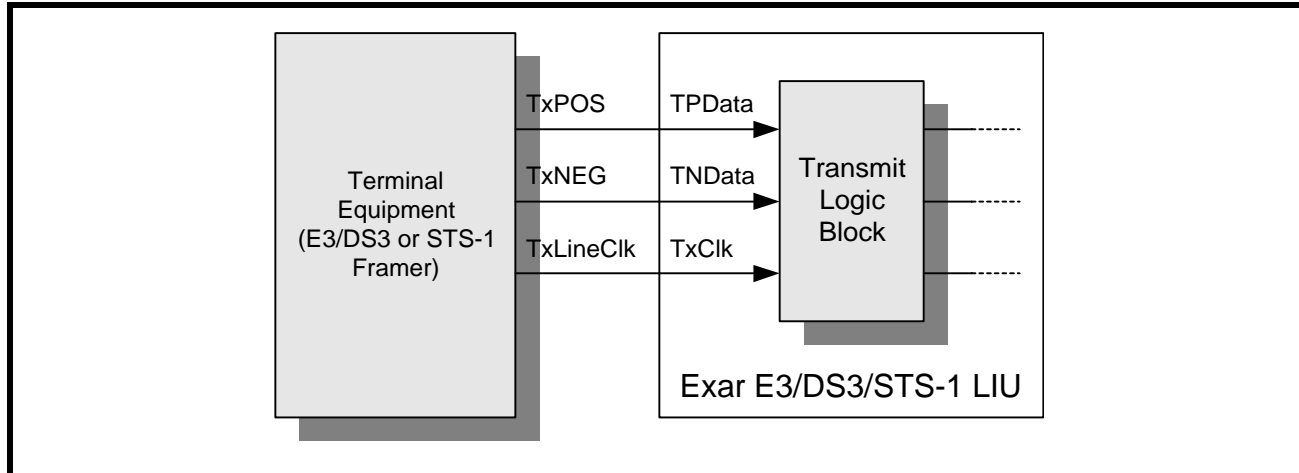 Terminal
Equipment
(E3/DS3 or STS-1
Framer)
TxPOS
TPData
TxNEG
TNData
TxLineClk
TxClk
Transmit
Logic
Block
Exar E3/DS3/STS-1 LIU